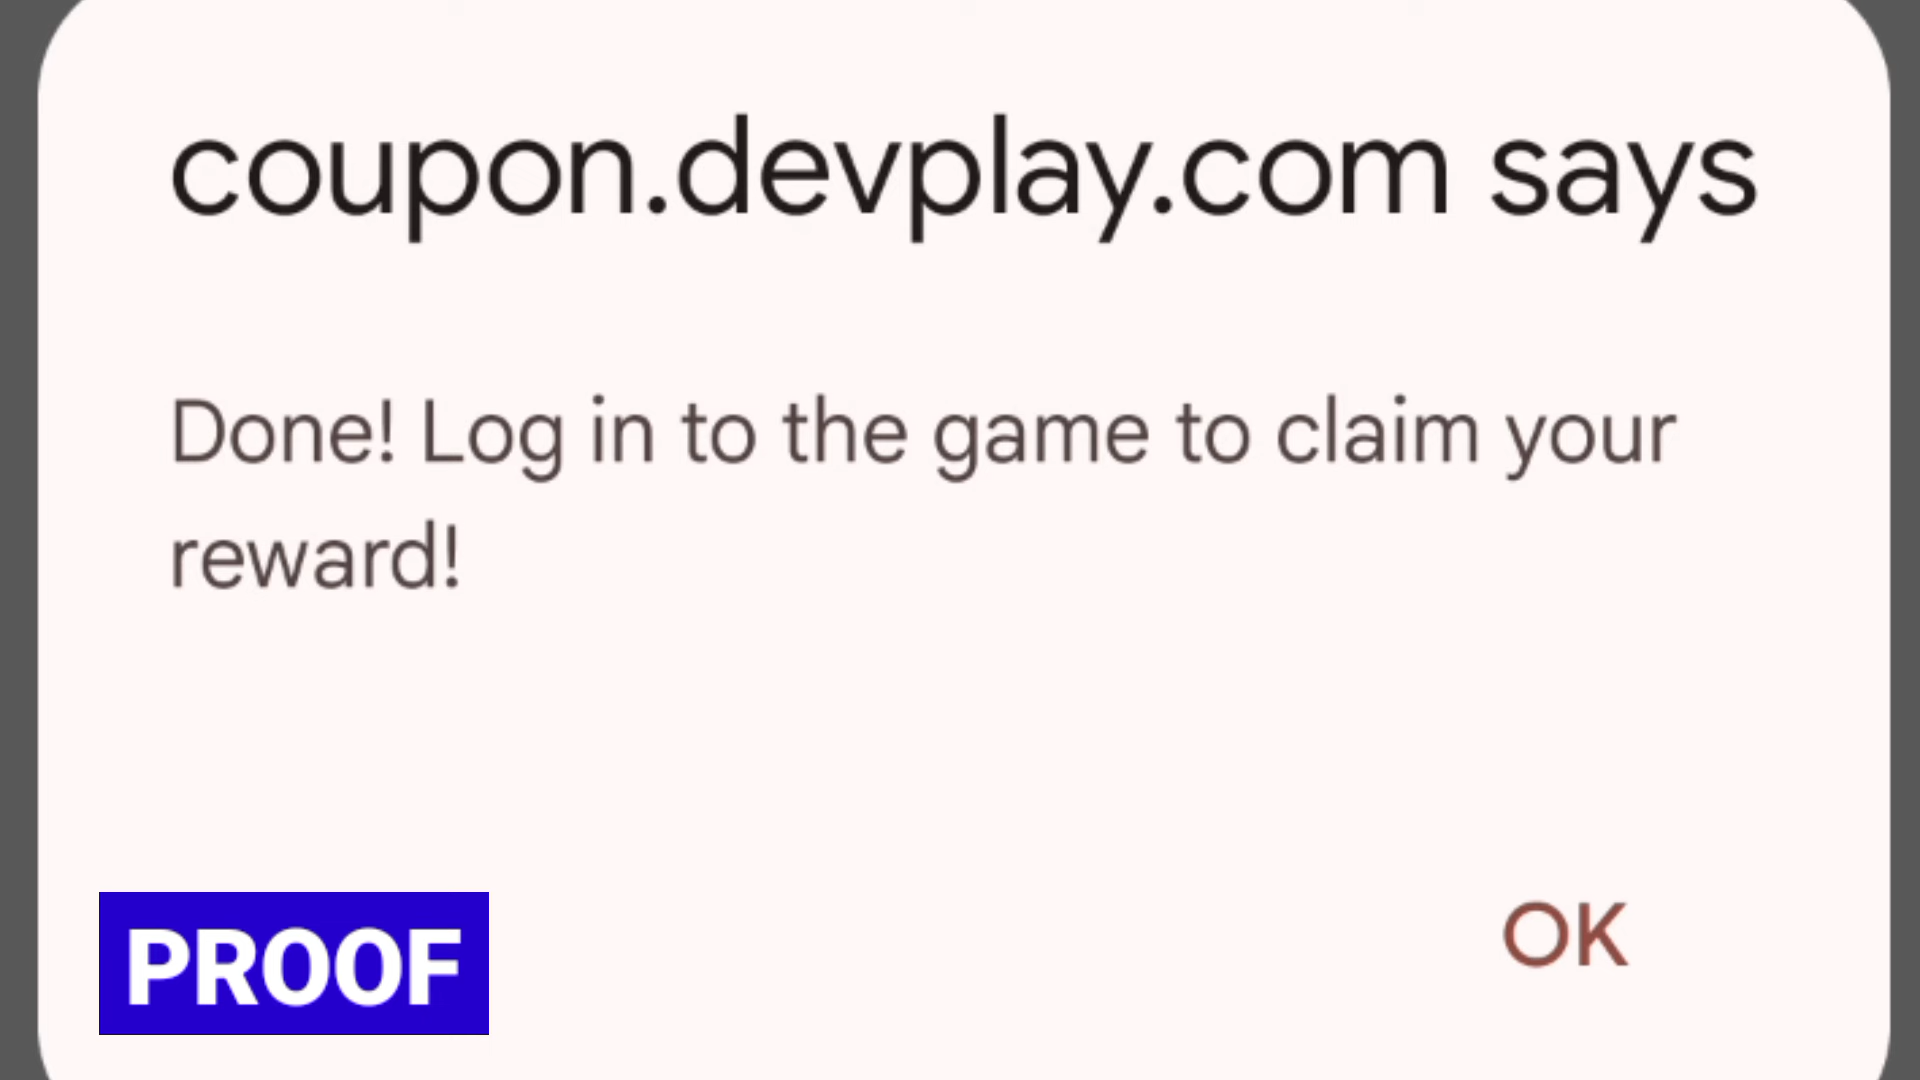 coupon.devplay.com says
Done! Log in to the game to claim your
reward!
OK
PROOF